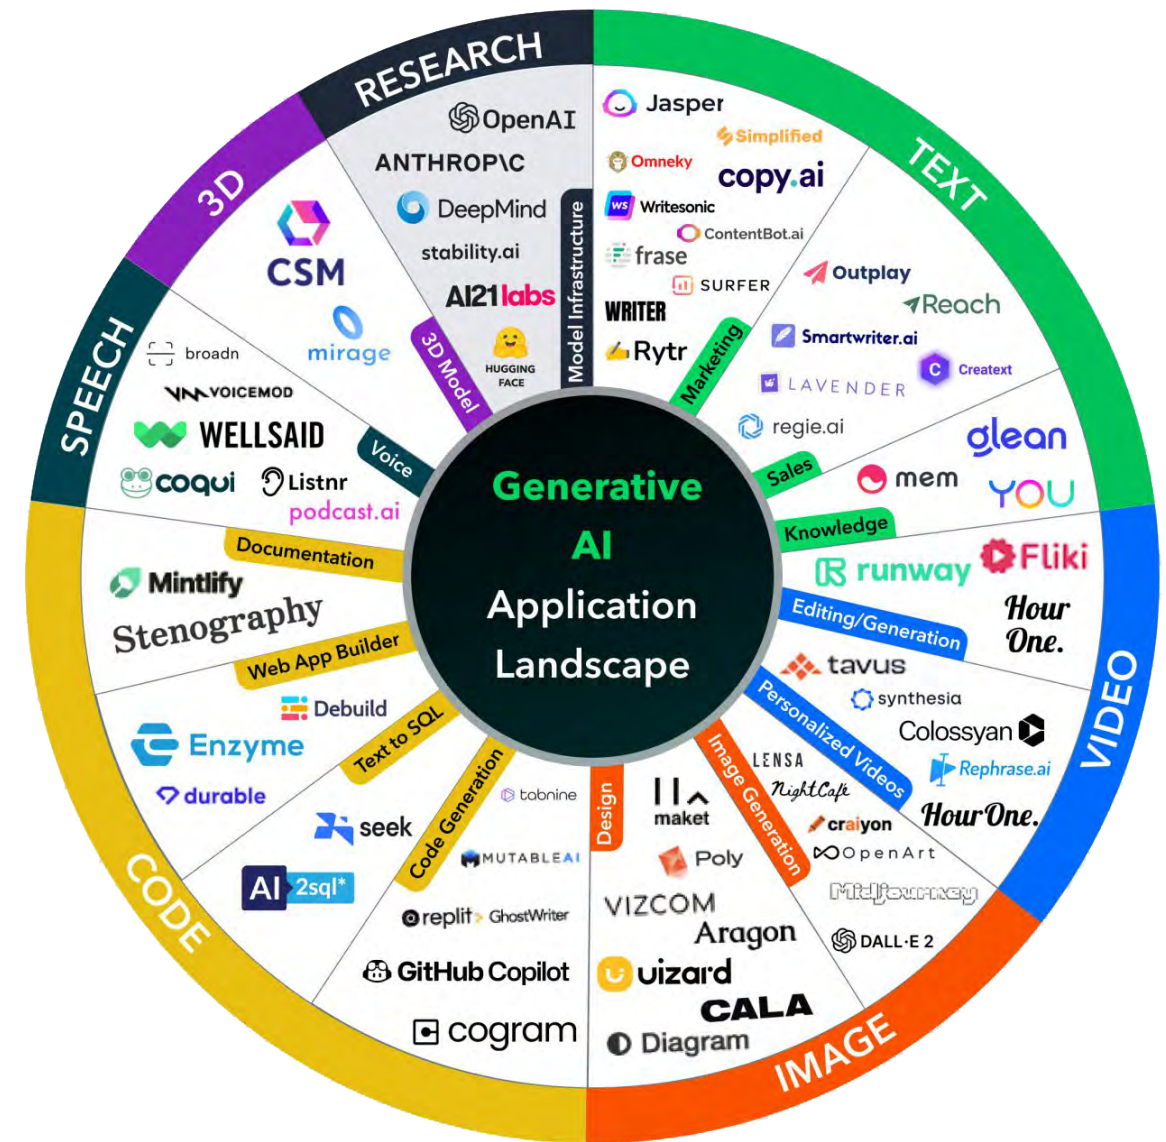 RESEARCH
OpenAI
ANTHROP\C
DeepMind
stability.ai
AI21labs
HUGGING
FACE
Model Infrastructure
TEXT
Jasper
Simplified
Omneky
copy.ai
WS Writesonic
ContentBot.ai
frase
SURFER
WRITER
Rytr
Marketing
Outplay
Reach
Smartwriter.ai
C Creatext
LAVENDER
regie.ai
Sales
glean
mem
YOU
Knowledge
VIDEO
runway
Fliki
Hour
One.
Editing/Generation
tavus
synthesia
Colossyan
Rephrase.ai
HourOne.
Personalized Videos
IMAGE
LENSA
NightCafé
craiyon
OpenArt
Midjourney
DALL·E 2
Image Generation
maket
Poly
VIZCOM
Aragon
uizard
CALA
Diagram
Design
CODE
tabnine
MUTABLEAI
replit GhostWriter
GitHub Copilot
cogram
Code Generation
seek
AI 2sql*
Text to SQL
Debuild
Enzyme
durable
Web App Builder
Mintlify
Stenography
Documentation
SPEECH
broadn
VOICEMOD
WELLSAID
coqui
Listnr
podcast.ai
Voice
3D
CSM
mirage
3D Model
Generative
AI
Application
Landscape